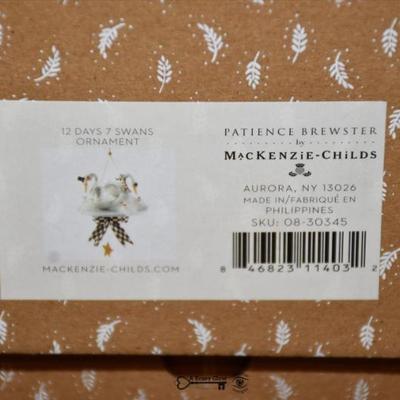 12 DAYS 7 SWANS
ORNAMENT
MACKENZIE-CHILDS.COM
PATIENCE BREWSTER
by
MACKENZIE-CHILDS
AURORA, NY 13026
MADE IN/FABRIQUÉ EN
PHILIPPINES
SKU: 08-30345
8 46823 11403 2